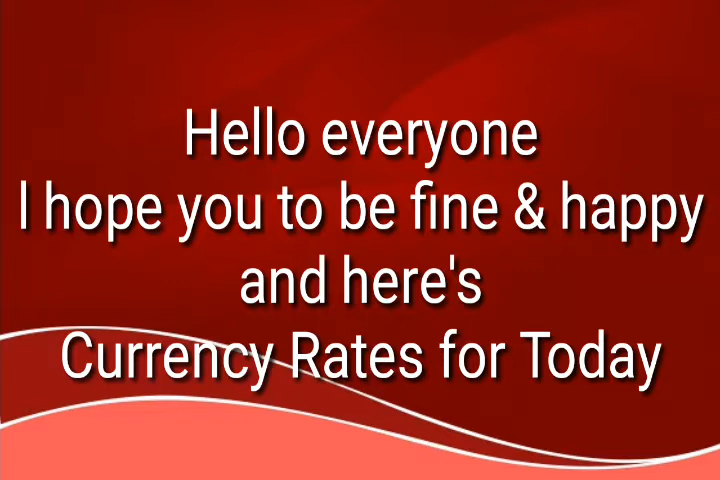 Hello everyone
I hope you to be fine & happy
and here's
Currency Rates for Today